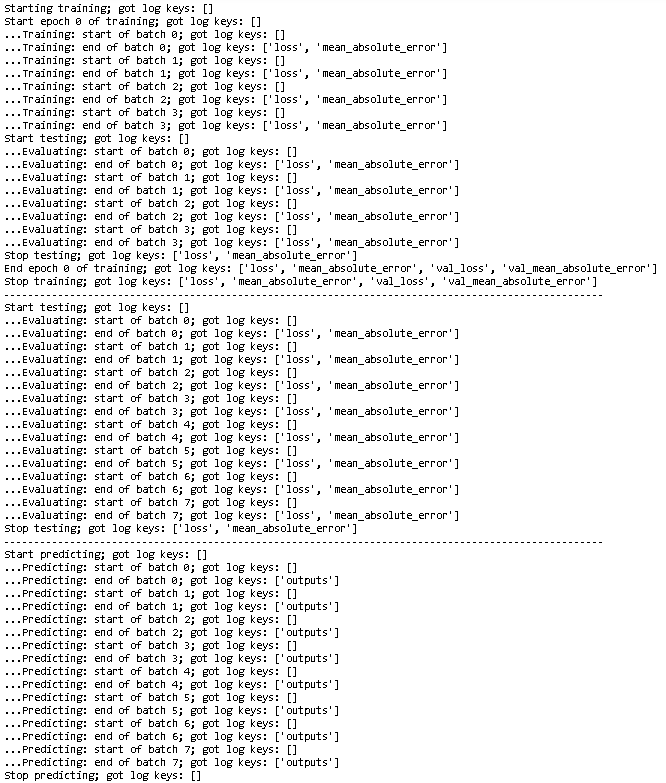 Starting training; got log keys: []
Start epoch 0 of training; got log keys: []
...Training: start of batch 0; got log keys: []
...Training: end of batch 0; got log keys: ['loss', 'mean_absolute_error']
...Training: start of batch 1; got log keys: []
...Training: end of batch 1; got log keys: ['loss', 'mean_absolute_error']
...Training: start of batch 2; got log keys: []
...Training: end of batch 2; got log keys: ['loss', 'mean_absolute_error']
...Training: start of batch 3; got log keys: []
...Training: end of batch 3; got log keys: ['loss', 'mean_absolute_error']
Start testing; got log keys: []
...Evaluating: start of batch 0; got log keys: []
...Evaluating: end of batch 0; got log keys: ['loss', 'mean_absolute_error']
...Evaluating: start of batch 1; got log keys: []
...Evaluating: end of batch 1; got log keys: ['loss', 'mean_absolute_error']
...Evaluating: start of batch 2; got log keys: []
...Evaluating: end of batch 2; got log keys: ['loss', 'mean_absolute_error']
...Evaluating: start of batch 3; got log keys: []
...Evaluating: end of batch 3; got log keys: ['loss', 'mean_absolute_error']
Stop testing; got log keys: ['loss', 'mean_absolute_error']
End epoch 0 of training; got log keys: ['loss', 'mean_absolute_error', 'val_loss', 'val_mean_absolute_error']
Stop training; got log keys: ['loss', 'mean_absolute_error', 'val_loss', 'val_mean_absolute_error']
--------------------------------------------------------------------------------------------
Start testing; got log keys: []
...Evaluating: start of batch 0; got log keys: []
...Evaluating: end of batch 0; got log keys: ['loss', 'mean_absolute_error']
...Evaluating: start of batch 1; got log keys: []
...Evaluating: end of batch 1; got log keys: ['loss', 'mean_absolute_error']
...Evaluating: start of batch 2; got log keys: []
...Evaluating: end of batch 2; got log keys: ['loss', 'mean_absolute_error']
...Evaluating: start of batch 3; got log keys: []
...Evaluating: end of batch 3; got log keys: ['loss', 'mean_absolute_error']
...Evaluating: start of batch 4; got log keys: []
...Evaluating: end of batch 4; got log keys: ['loss', 'mean_absolute_error']
...Evaluating: start of batch 5; got log keys: []
...Evaluating: end of batch 5; got log keys: ['loss', 'mean_absolute_error']
...Evaluating: start of batch 6; got log keys: []
...Evaluating: end of batch 6; got log keys: ['loss', 'mean_absolute_error']
...Evaluating: start of batch 7; got log keys: []
...Evaluating: end of batch 7; got log keys: ['loss', 'mean_absolute_error']
Stop testing; got log keys: ['loss', 'mean_absolute_error']
--------------------------------------------------------------------------------------------
Start predicting; got log keys: []
...Predicting: start of batch 0; got log keys: []
...Predicting: end of batch 0; got log keys: ['outputs']
...Predicting: start of batch 1; got log keys: []
...Predicting: end of batch 1; got log keys: ['outputs']
...Predicting: start of batch 2; got log keys: []
...Predicting: end of batch 2; got log keys: ['outputs']
...Predicting: start of batch 3; got log keys: []
...Predicting: end of batch 3; got log keys: ['outputs']
...Predicting: start of batch 4; got log keys: []
...Predicting: end of batch 4; got log keys: ['outputs']
...Predicting: start of batch 5; got log keys: []
...Predicting: end of batch 5; got log keys: ['outputs']
...Predicting: start of batch 6; got log keys: []
...Predicting: end of batch 6; got log keys: ['outputs']
...Predicting: start of batch 7; got log keys: []
...Predicting: end of batch 7; got log keys: ['outputs']
Stop predicting; got log keys: []